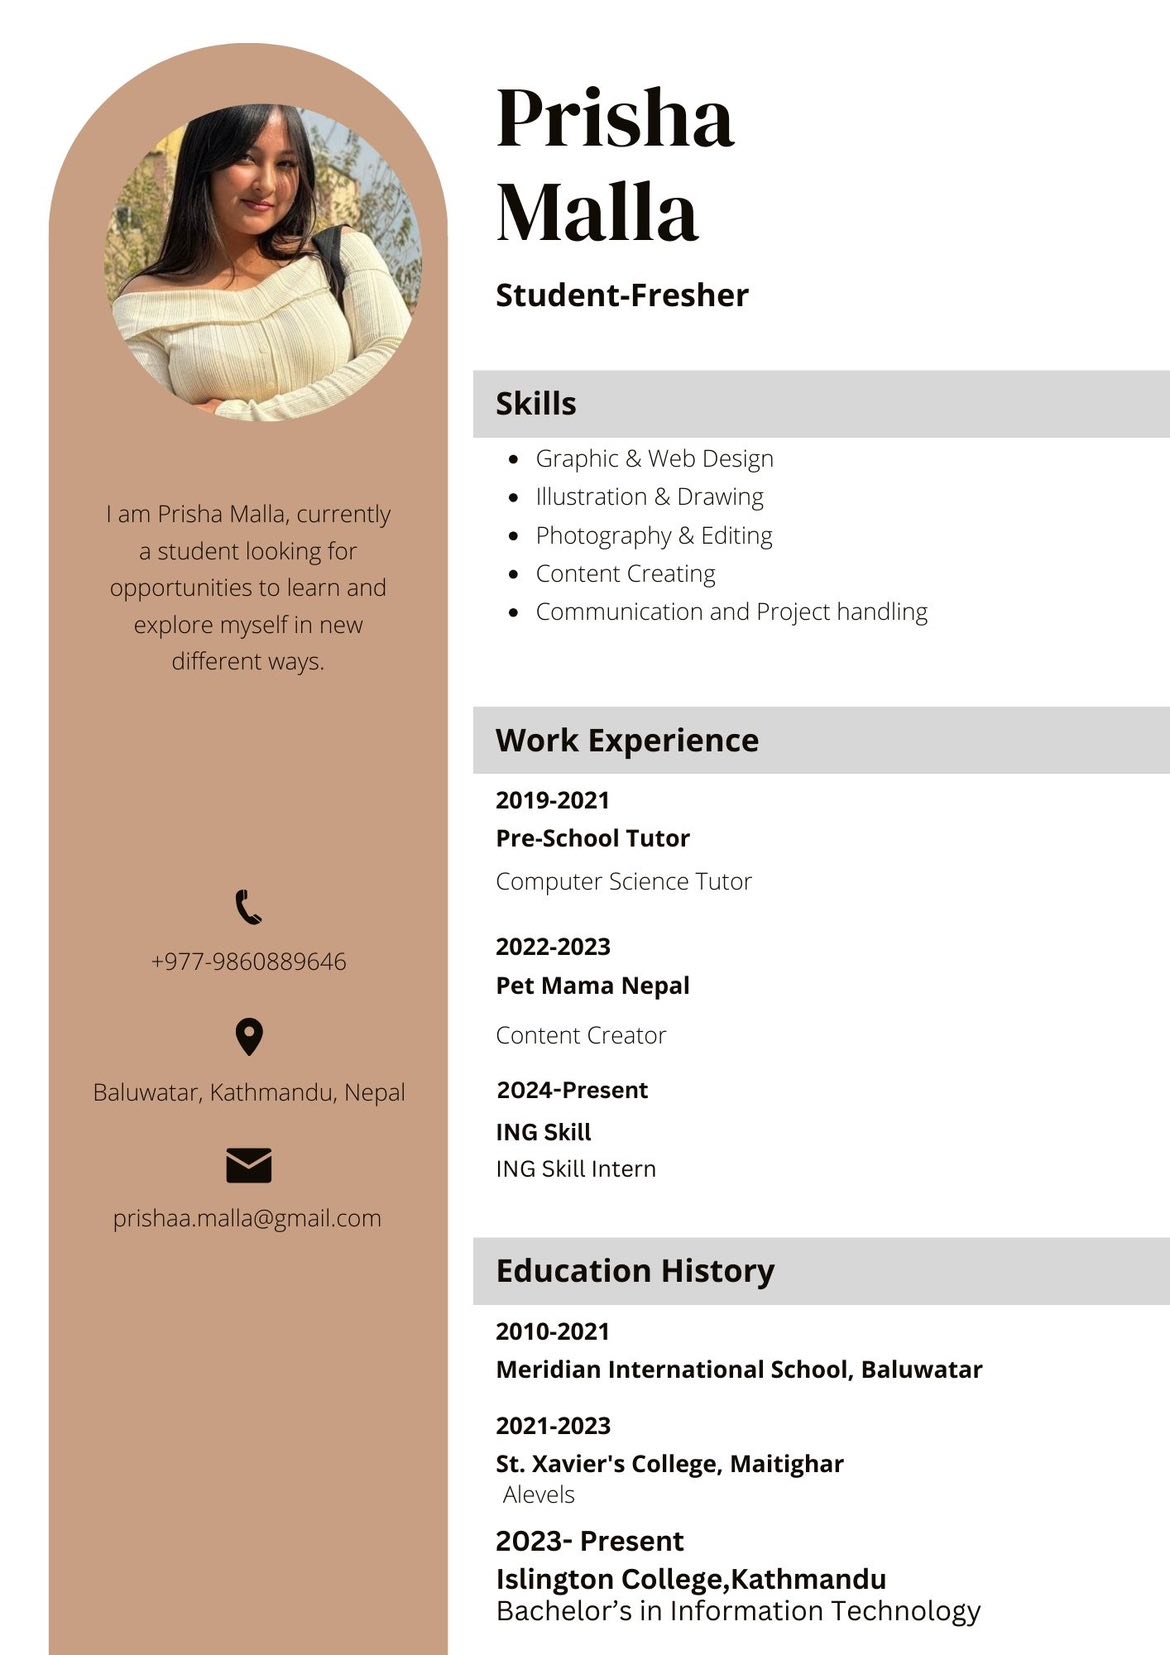 Prisha
Malla
Student-Fresher
I am Prisha Malla, currently
a student looking for
opportunities to learn and
explore myself in new
different ways.
+977-9860889646
Baluwatar, Kathmandu, Nepal
prishaa.malla@gmail.com
Skills
• Graphic & Web Design
• Illustration & Drawing
• Photography & Editing
• Content Creating
• Communication and Project handling
Work Experience
2019-2021
Pre-School Tutor
Computer Science Tutor
2022-2023
Pet Mama Nepal
Content Creator
2024-Present
ING Skill
ING Skill Intern
Education History
2010-2021
Meridian International School, Baluwatar
2021-2023
St. Xavier's College, Maitighar
Alevels
2023- Present
Islington College,Kathmandu
Bachelor’s in Information Technology